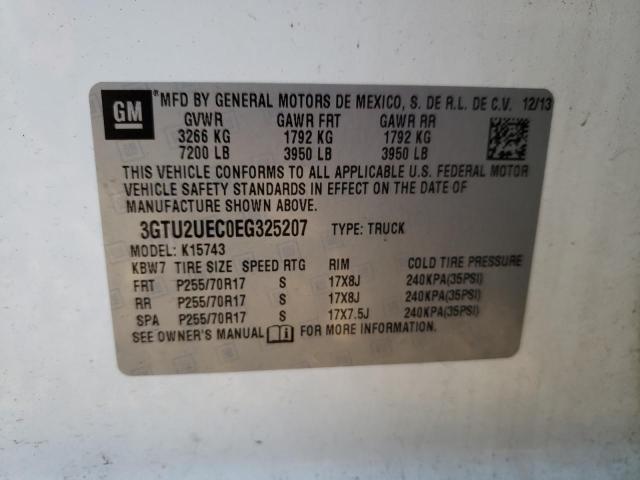 GM ®MFD BY GENERAL MOTORS DE MEXICO, S. DE R.L. DE C.V. 12/13
GVWR GAWR FRT GAWR RR
3266 KG 1792 KG 1792 KG
7200 LB 3950 LB 3950 LB
THIS VEHICLE CONFORMS TO ALL APPLICABLE U.S. FEDERAL MOTOR
VEHICLE SAFETY STANDARDS IN EFFECT ON THE DATE OF
MANUFACTURE SHOWN ABOVE.
3GTU2UEC0EG325207 TYPE: TRUCK
MODEL: K15743
KBW7 TIRE SIZE SPEED RTG RIM COLD TIRE PRESSURE
FRT P255/70R17 S 17X8J 240KPA(35PSI)
RR P255/70R17 S 17X8J 240KPA(35PSI)
SPA P255/70R17 S 17X7.5J 240KPA(35PSI)
SEE OWNER'S MANUAL FOR MORE INFORMATION.